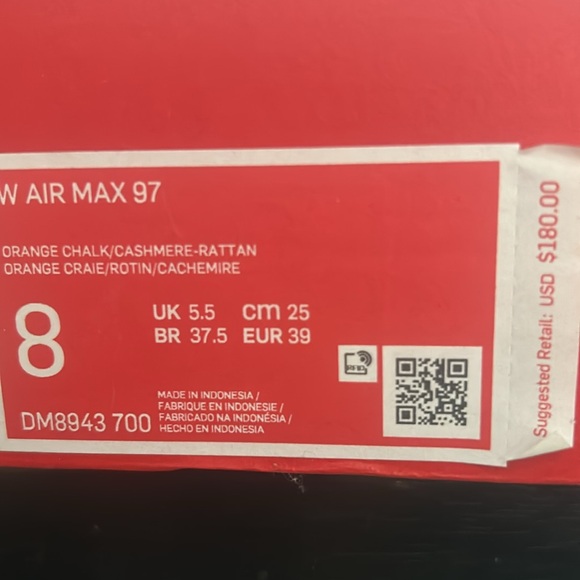 W AIR MAX 97
ORANGE CHALK/CASHMERE-RATTAN
ORANGE CRAIE/ROTIN/CACHEMIRE
8
UK 5.5 cm 25
BR 37.5 EUR 39
DM8943 700
MADE IN INDONESIA /
FABRIQUE EN INDONESIE /
FABRICADO NA INDONÉSIA /
HECHO EN INDONESIA
Suggested Retail: USD $180.00